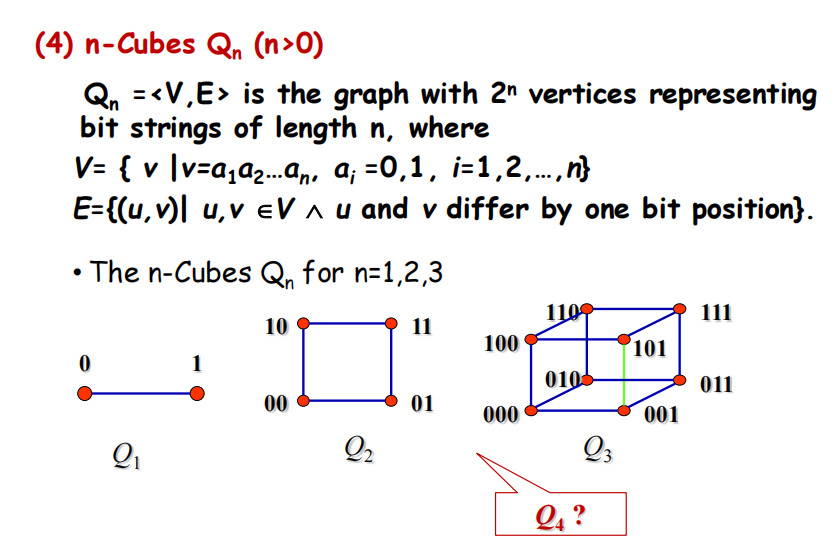 (4) n-Cubes Qₙ (n>0)
Qₙ =<V,E> is the graph with 2ⁿ vertices representing
bit strings of length n, where
V= { v |v=a₁a₂…aₙ, aᵢ =0,1, i=1,2,…,n}
E={(u,v)| u,v ∈V ∧ u and v differ by one bit position}.
• The n-Cubes Qₙ for n=1,2,3
0 1
Q₁
10 11
00 01
Q₂
110 111
100 101
010 011
000 001
Q₃
Q₄ ?